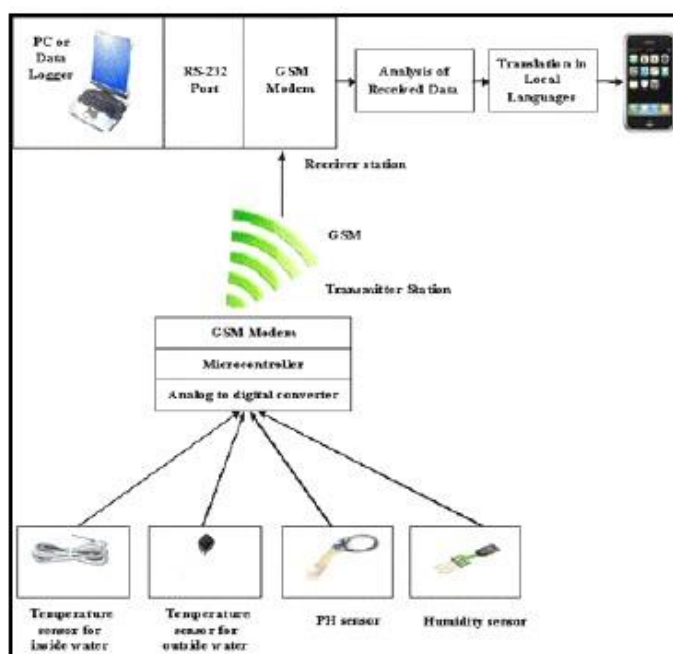 PC or
Data
Logger
RS-232
Port
GSM
Modem
Analysis of
Received Data
Translation in
Local
Languages
Receiver station
GSM
Transmitter Station
GSM Modem
Microcontroller
Analog to digital converter
Temperature
sensor for
inside water
Temperature
sensor for
outside water
PH sensor
Humidity sensor